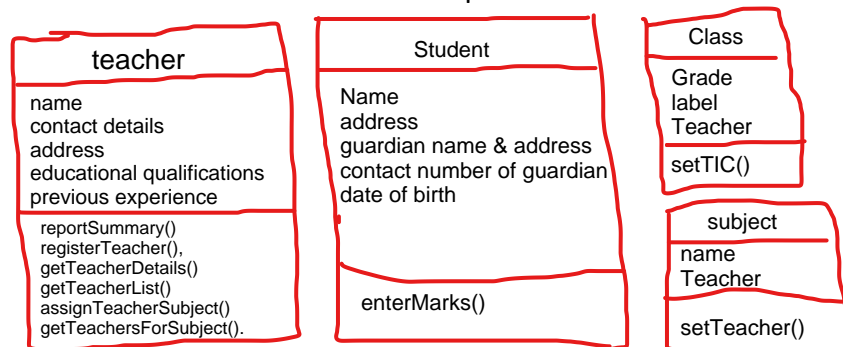 teacher
name
contact details
address
educational qualifications
previous experience
reportSummary()
registerTeacher(),
getTeacherDetails()
getTeacherList()
assignTeacherSubject()
getTeachersForSubject().
Student
Name
address
guardian name & address
contact number of guardian
date of birth
enterMarks()
Class
Grade
label
Teacher
setTIC()
subject
name
Teacher
setTeacher()